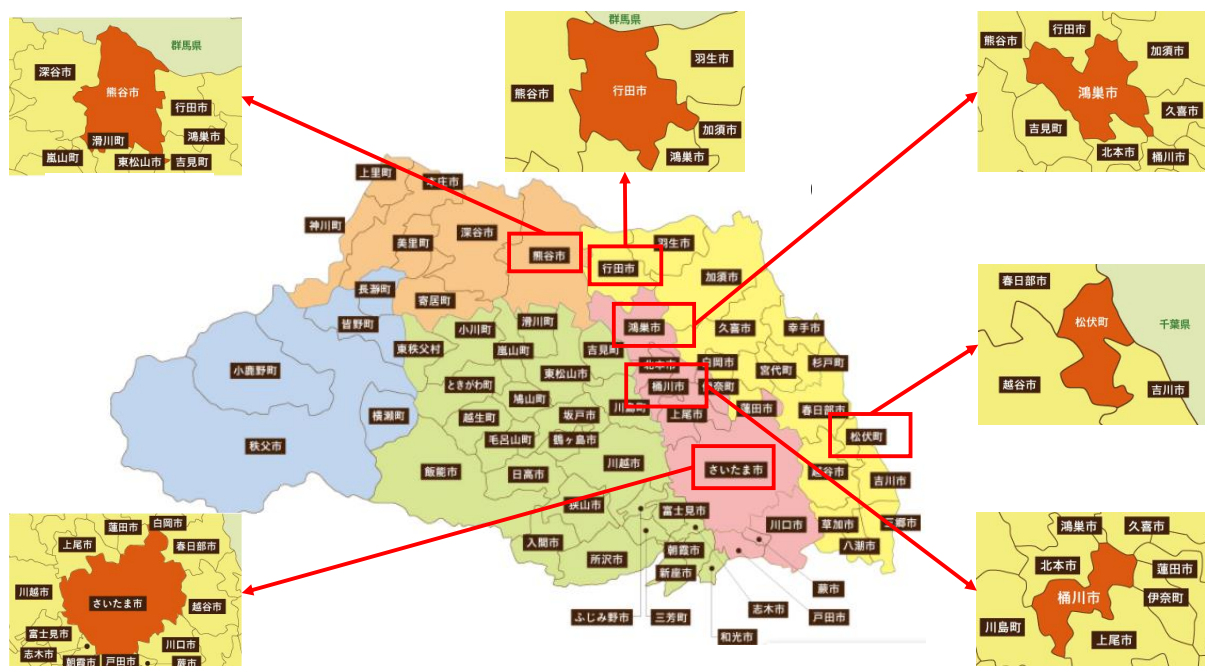 群馬県
深谷市
熊谷市
行田市
鴻巣市
滑川町
嵐山町
東松山市
吉見町
群馬県
羽生市
熊谷市
行田市
加須市
鴻巣市
行田市
熊谷市
加須市
鴻巣市
久喜市
吉見町
北本市
桶川市
上里町
本庄市
神川町
深谷市
美里町
熊谷市
行田市
羽生市
加須市
長瀞町
寄居町
皆野町
小川町
滑川町
鴻巣市
久喜市
幸手市
東秩父村
嵐山町
吉見町
北本市
白岡市
宮代町
杉戸町
小鹿野町
ときがわ町
東松山市
桶川市
伊奈町
鳩山町
川島町
蓮田市
春日部市
横瀬町
越生町
坂戸市
上尾市
松伏町
秩父市
毛呂山町
鶴ヶ島市
飯能市
日高市
川越市
さいたま市
越谷市
吉川市
狭山市
富士見市
川口市
草加市
三郷市
入間市
所沢市
朝霞市
八潮市
新座市
蕨市
ふじみ野市
三芳町
志木市
戸田市
和光市
春日部市
松伏町
千葉県
越谷市
吉川市
白岡市
蓮田市
上尾市
春日部市
川越市
さいたま市
越谷市
富士見市
川口市
志木市
朝霞市
戸田市
蕨市
鴻巣市
久喜市
北本市
蓮田市
桶川市
伊奈町
川島町
上尾市